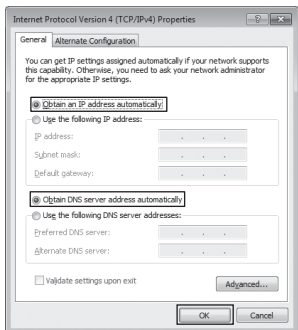 Internet Protocol Version 4 (TCP/IPv4) Properties
General Alternate Configuration
You can get IP settings assigned automatically if your network supports
this capability. Otherwise, you need to ask your network administrator
for the appropriate IP settings.
Obtain an IP address automatically
Use the following IP address:
IP address:
Subnet mask:
Default gateway:
Obtain DNS server address automatically
Use the following DNS server addresses:
Preferred DNS server:
Alternate DNS server:
Validate settings upon exit
Advanced...
OK Cancel